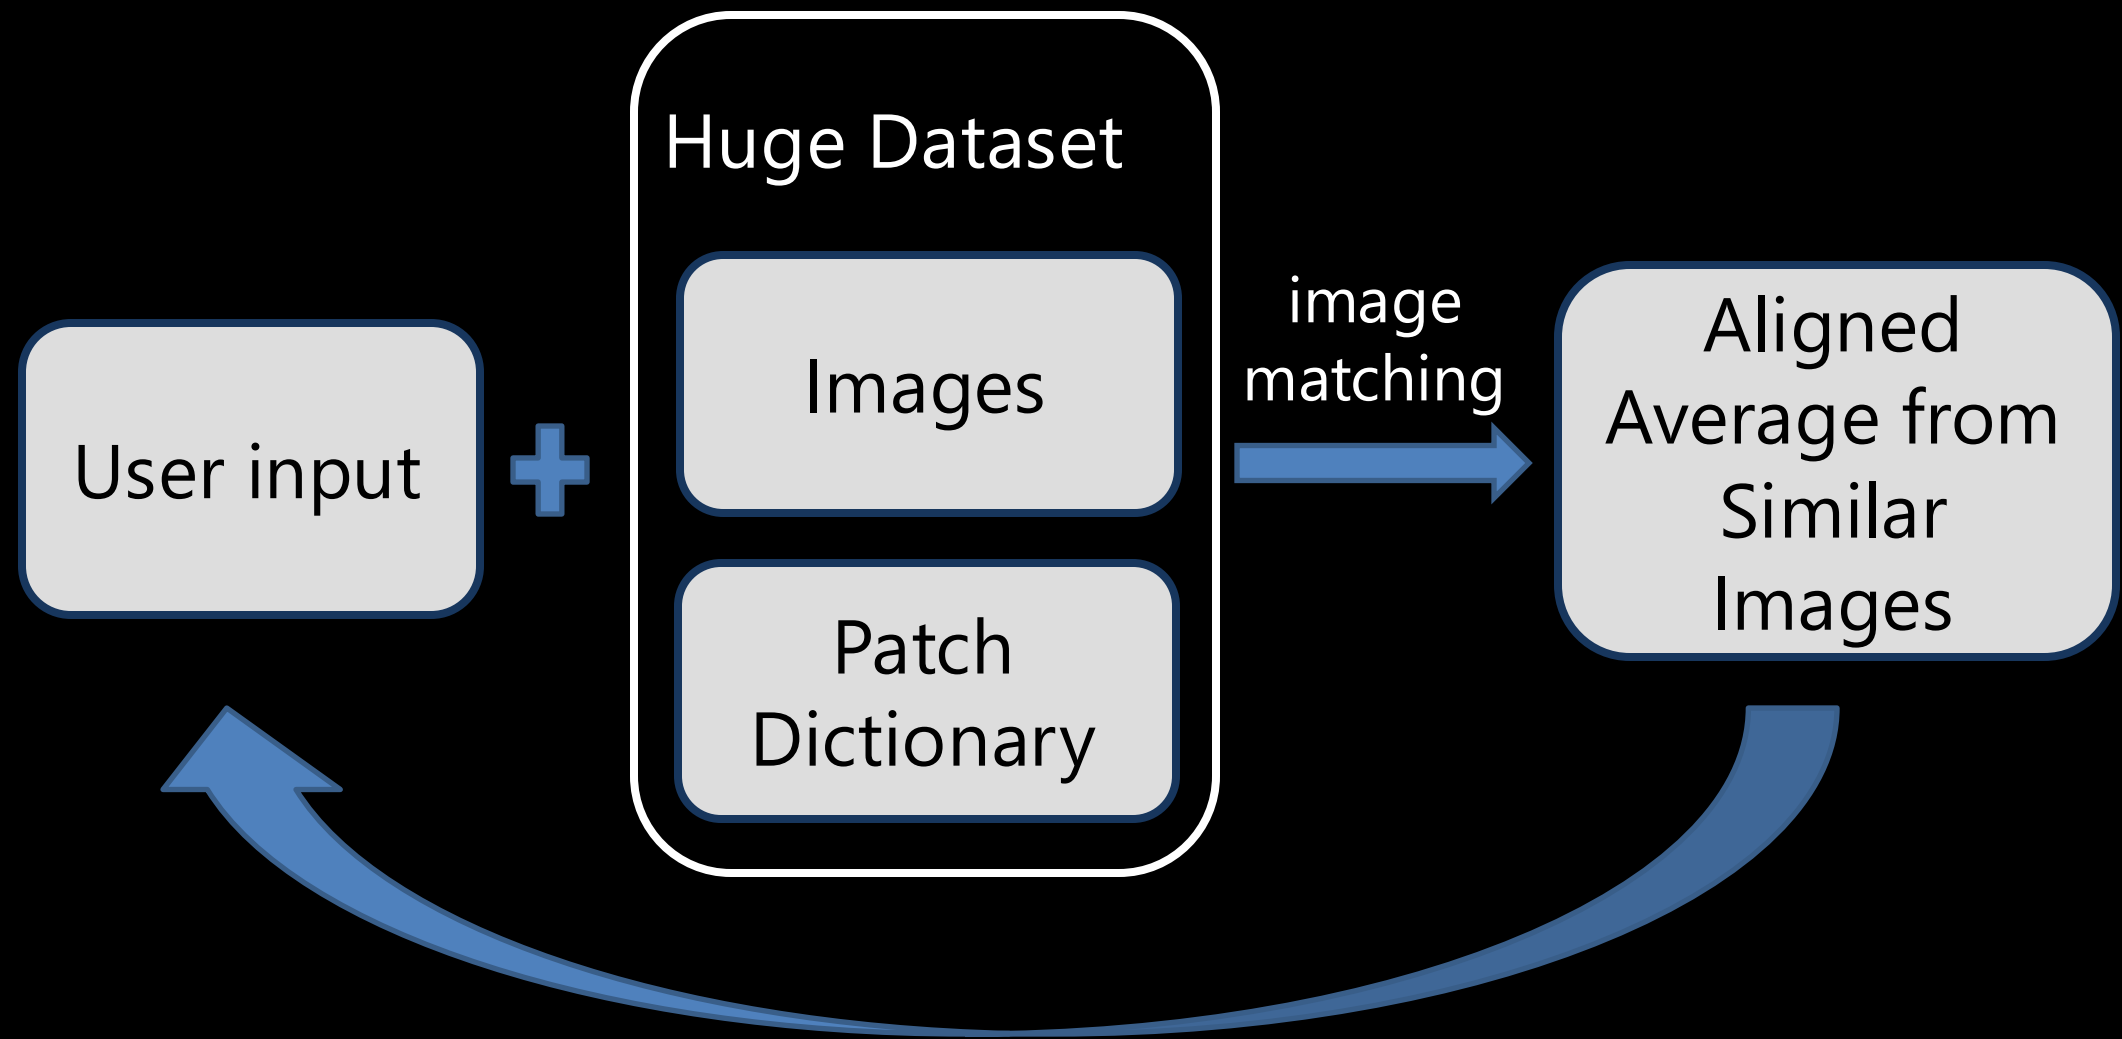 User input
Huge Dataset
Images
Patch
Dictionary
image
matching
Aligned
Average from
Similar
Images